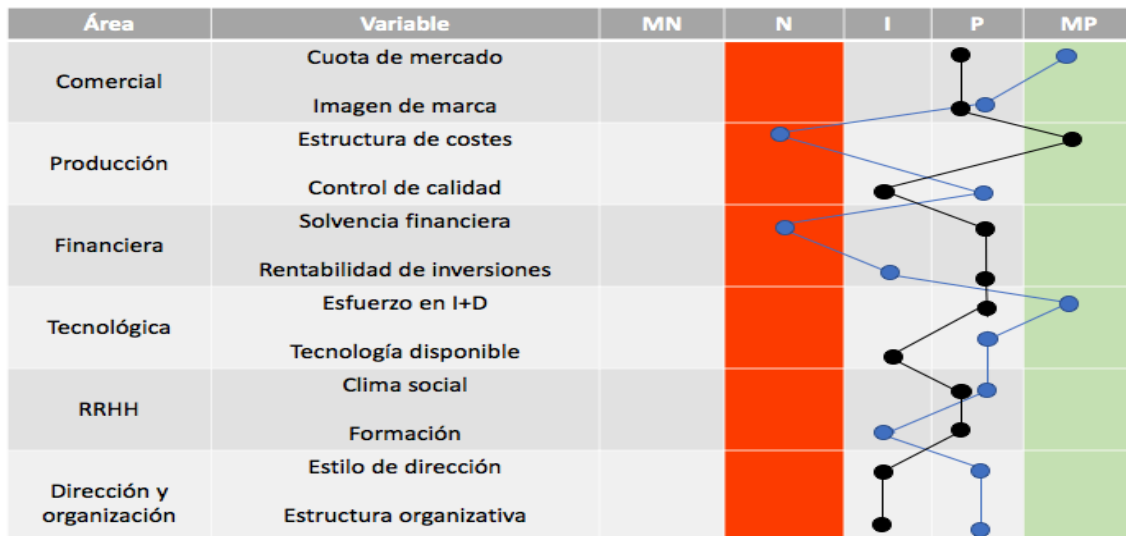 Área Variable MN N I P MP
Comercial
Cuota de mercado
Imagen de marca
Producción
Estructura de costes
Control de calidad
Financiera
Solvencia financiera
Rentabilidad de inversiones
Tecnológica
Esfuerzo en I+D
Tecnología disponible
RRHH
Clima social
Formación
Dirección y
organización
Estilo de dirección
Estructura organizativa